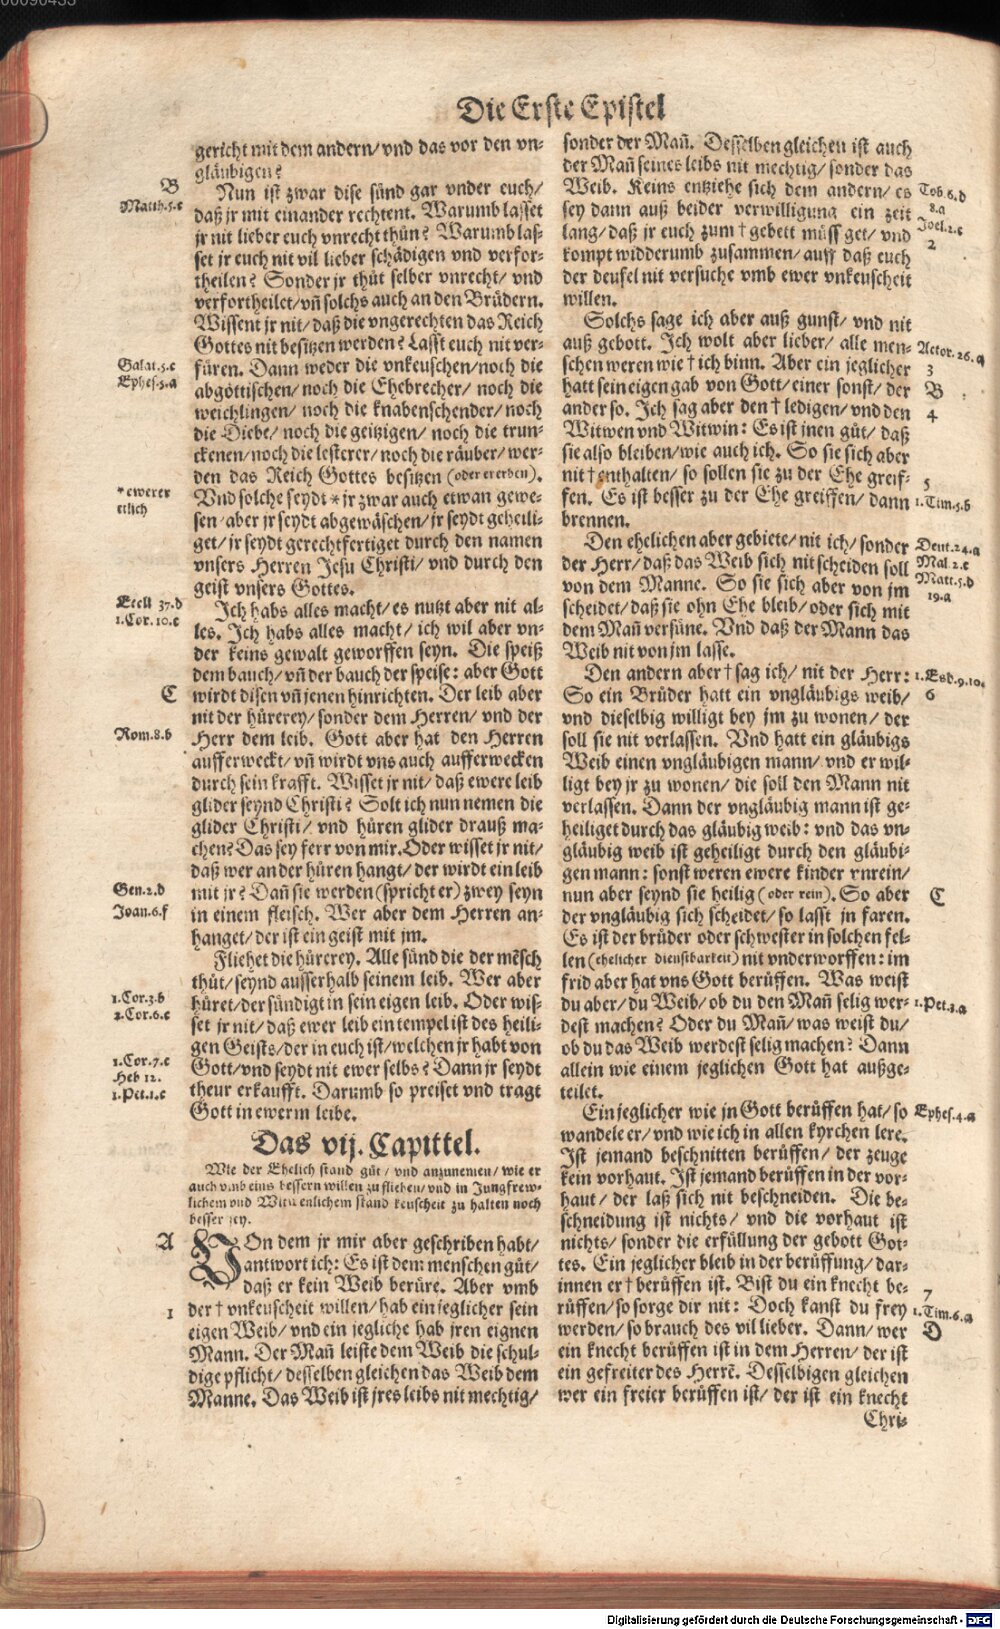 00090435
Die Erste Epistel
gericht mit dem andern/ vnd das vor den vn-
gläubigen?
B
Nun ist zwar dise sünd gar vnder euch/
Matth.5.e
daß jr mit einander rechtent. Warumb lasset
jr nit lieber euch vnrecht thůn? Warumb las-
set jr euch nit vil lieber schädigen vnd verfor-
theilen? Sonder jr thůt selber vnrecht/ vnd
verfortheilet/ vñ solchs auch an den Brüdern.
Wissent jr nit/ daß die vngerechten das Reich
Gottes nit besitzen werden? Lasst euch nit ver-
Galat.5.c
füren. Dann weder die vnkeuschen/ noch die
Ephes.5.a
abgöttischen/ noch die Ehebrecher/ noch die
weichlingen/ noch die knabenschender/ noch
die Diebe/ noch die geitzigen/ noch die trun-
ckenen/ noch die lesterer/ noch die räuber/ wer-
den das Reich Gottes besitzen (oder ererben).
* ewerer
etlich
Vnd solche seydt * jr zwar auch etwan gewe-
sen/ aber jr seydt abgewäschen/ jr seydt geheili-
get/ jr seydt gerechtfertiget durch den namen
vnsers Herren Jesu Christi/ vnd durch den
geist vnsers Gottes.
Eccli 37.d
1.Cor.10.e
Ich habs alles macht/ es nutzt aber nit al-
les. Ich habs alles macht/ ich wil aber vn-
der keins gewalt geworffen seyn. Die speiß
dem bauch/ vñ der bauch der speise: aber Gott
C
wirdt disen vñ jenen hinrichten. Der leib aber
nit der hůrerey/ sonder dem Herren/ vnd der
Rom.8.b
Herr dem leib. Gott aber hat den Herren
aufferweckt/ vñ wirdt vns auch aufferwecken
durch sein krafft. Wisset jr nit/ daß ewere leib
glider seynd Christi? Solt ich nun nemen die
glider Christi/ vnd hůren glider drauß ma-
chen? Das sey ferr von mir. Oder wisset jr nit/
daß wer an der hůren hangt/ der wirdt ein leib
Gen.2.d
mit jr? Dañ sie werden (spricht er) zwey seyn
Joan.6.f
in einem fleisch. Wer aber dem Herren an-
hanget/ der ist ein geist mit jm.
Fliehet die hůrerey. Alle sünd die der mẽsch
thůt/ seynd ausserhalb seinem leib. Wer aber
1.Cor.3.b
2.Cor.6.c
hůret/ der sündigt in sein eigen leib. Oder wis-
set jr nit/ daß ewer leib ein tempel ist des heili-
gen Geists/ der in euch ist/ welchen jr habt von
1.Cor.7.c
Heb 12.
1.Pet.1.c
Gott/ vnd seydt nit ewer selbs? Dann jr seydt
theur erkaufft. Darumb so preiset vnd tragt
Gott in ewerm leibe.
Das vij. Capittel.
Wie der Ehelich stand gůt/ vnd anzunemen/ wie er
auch vmb eins bessern willen zu fliehen/ vnd in Jungfrew-
lichem vnd Witwenlichem stand keuscheit zu halten noch
besser sey.
A
VOn dem jr mir aber geschriben habt/
antwort ich: Es ist dem menschen gůt/
daß er kein Weib berüre. Aber vmb
1
der † vnkeuscheit willen/ hab ein jeglicher sein
eigen Weib/ vnd ein jegliche hab jren eignen
Mann. Der Mañ leiste dem Weib die schul-
dige pflicht/ desselben gleichen das Weib dem
Manne. Das Weib ist jres leibs nit mechtig/
sonder der Mañ. Desselben gleichen ist auch
der Mañ seines leibs nit mechtig/ sonder das
Weib. Keins entziehe sich dem andern/ es
Tob.6.d
8.a
sey dann auß beider verwilligung ein zeit
Joel.2.c
2
lang/ daß jr euch zum † gebett müssget/ vnd
kompt widderumb zusammen/ auff daß euch
der deufel nit versuche vmb ewer vnkeuscheit
willen.
Solchs sage ich aber auß gunst/ vnd nit
auß gebott. Ich wolt aber lieber/ alle men-
Actor.26.g
schen weren wie † ich binn. Aber ein jeglicher
3
hatt sein eigen gab von Gott/ einer sonst/ der
B
ander so. Ich sag aber den † ledigen/ vnd den
4
Witwen vnd Witwin: Es ist jnen gůt/ daß
sie also bleiben/ wie auch ich. So sie sich aber
nit † enthalten/ so sollen sie zu der Ehe greif-
5
fen. Es ist besser zu der Ehe greiffen/ dann
1.Tim.5.b
brennen.
Den ehelichen aber gebiete/ nit ich/ sonder
Deut.24.a
der Herr/ daß das Weib sich nit scheiden soll
Mal.2.c
von dem Manne. So sie sich aber von jm
Matt.5.d
19.a
scheidet/ daß sie ohn Ehe bleib/ oder sich mit
dem Mañ versüne. Vnd daß der Mann das
Weib nit von jm lasse.
Den andern aber † sag ich/ nit der Herr:
1.Esd.9.10.
6
So ein Brůder hatt ein vngläubigs weib/
vnd dieselbig willigt bey jm zu wonen/ der
soll sie nit verlassen. Vnd hatt ein gläubigs
Weib einen vngläubigen mann/ vnd er wil-
ligt bey jr zu wonen/ die soll den Mann nit
verlassen. Dann der vngläubig mann ist ge-
heiliget durch das gläubig weib: vnd das vn-
gläubig weib ist geheiligt durch den gläubi-
gen mann: sonst weren ewere kinder vnrein/
nun aber seynd sie heilig (oder rein). So aber
C
der vngläubig sich scheidet/ so lasst jn faren.
Es ist der brůder oder schwester in solchen fel-
len (ehelicher dienstbarkeit) nit vnderworffen: im
frid aber hat vns Gott berůffen. Was weist
du aber/ du Weib/ ob du den Mañ selig wer-
1.Pet.3.a
dest machen? Oder du Mañ/ was weist du/
ob du das Weib werdest selig machen? Dann
allein wie einem jeglichen Gott hat außge-
teilet.
Ein jeglicher wie jn Gott berůffen hat/ so
Ephes.4.a
wandele er/ vnd wie ich in allen kyrchen lere.
Ist jemand beschnitten berůffen/ der zeuge
kein vorhaut. Ist jemand berůffen in der vor-
haut/ der laß sich nit beschneiden. Die be-
schneidung ist nichts/ vnd die vorhaut ist
nichts/ sonder die erfüllung der gebott Got-
tes. Ein jeglicher bleib in der berůffung/ dar-
innen er † berůffen ist. Bist du ein knecht be-
7
růffen/ so sorge dir nit: Doch kanst du frey
1.Tim.6.a
werden/ so brauch des vil lieber. Dann/ wer
D
ein knecht berůffen ist in dem Herren/ der ist
ein gefreiter des Herrẽ. Desselbigen gleichen
wer ein freier berůffen ist/ der ist ein knecht
Chri-
Digitalisierung gefördert durch die Deutsche Forschungsgemeinschaft - DFG